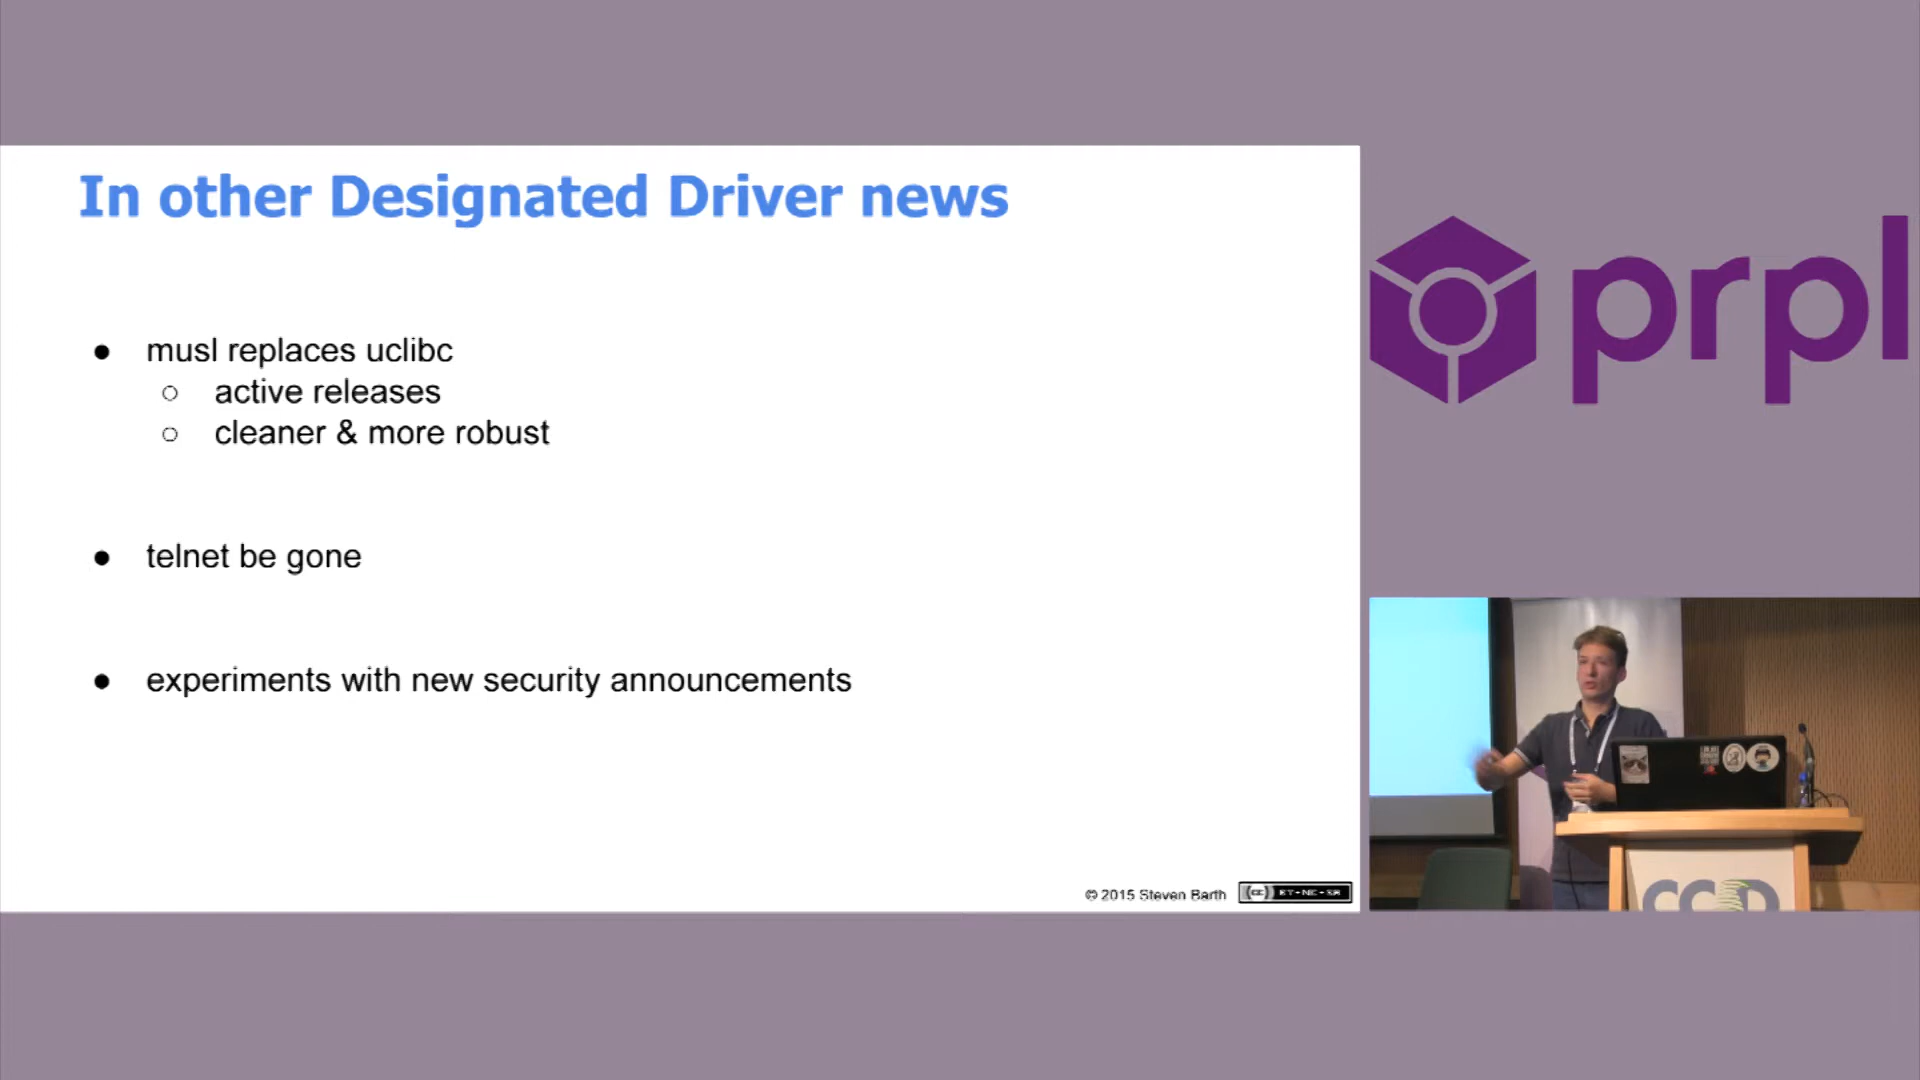 In other Designated Driver news
● musl replaces uclibc
○ active releases
○ cleaner & more robust
● telnet be gone
● experiments with new security announcements
© 2015 Steven Barth
prpl